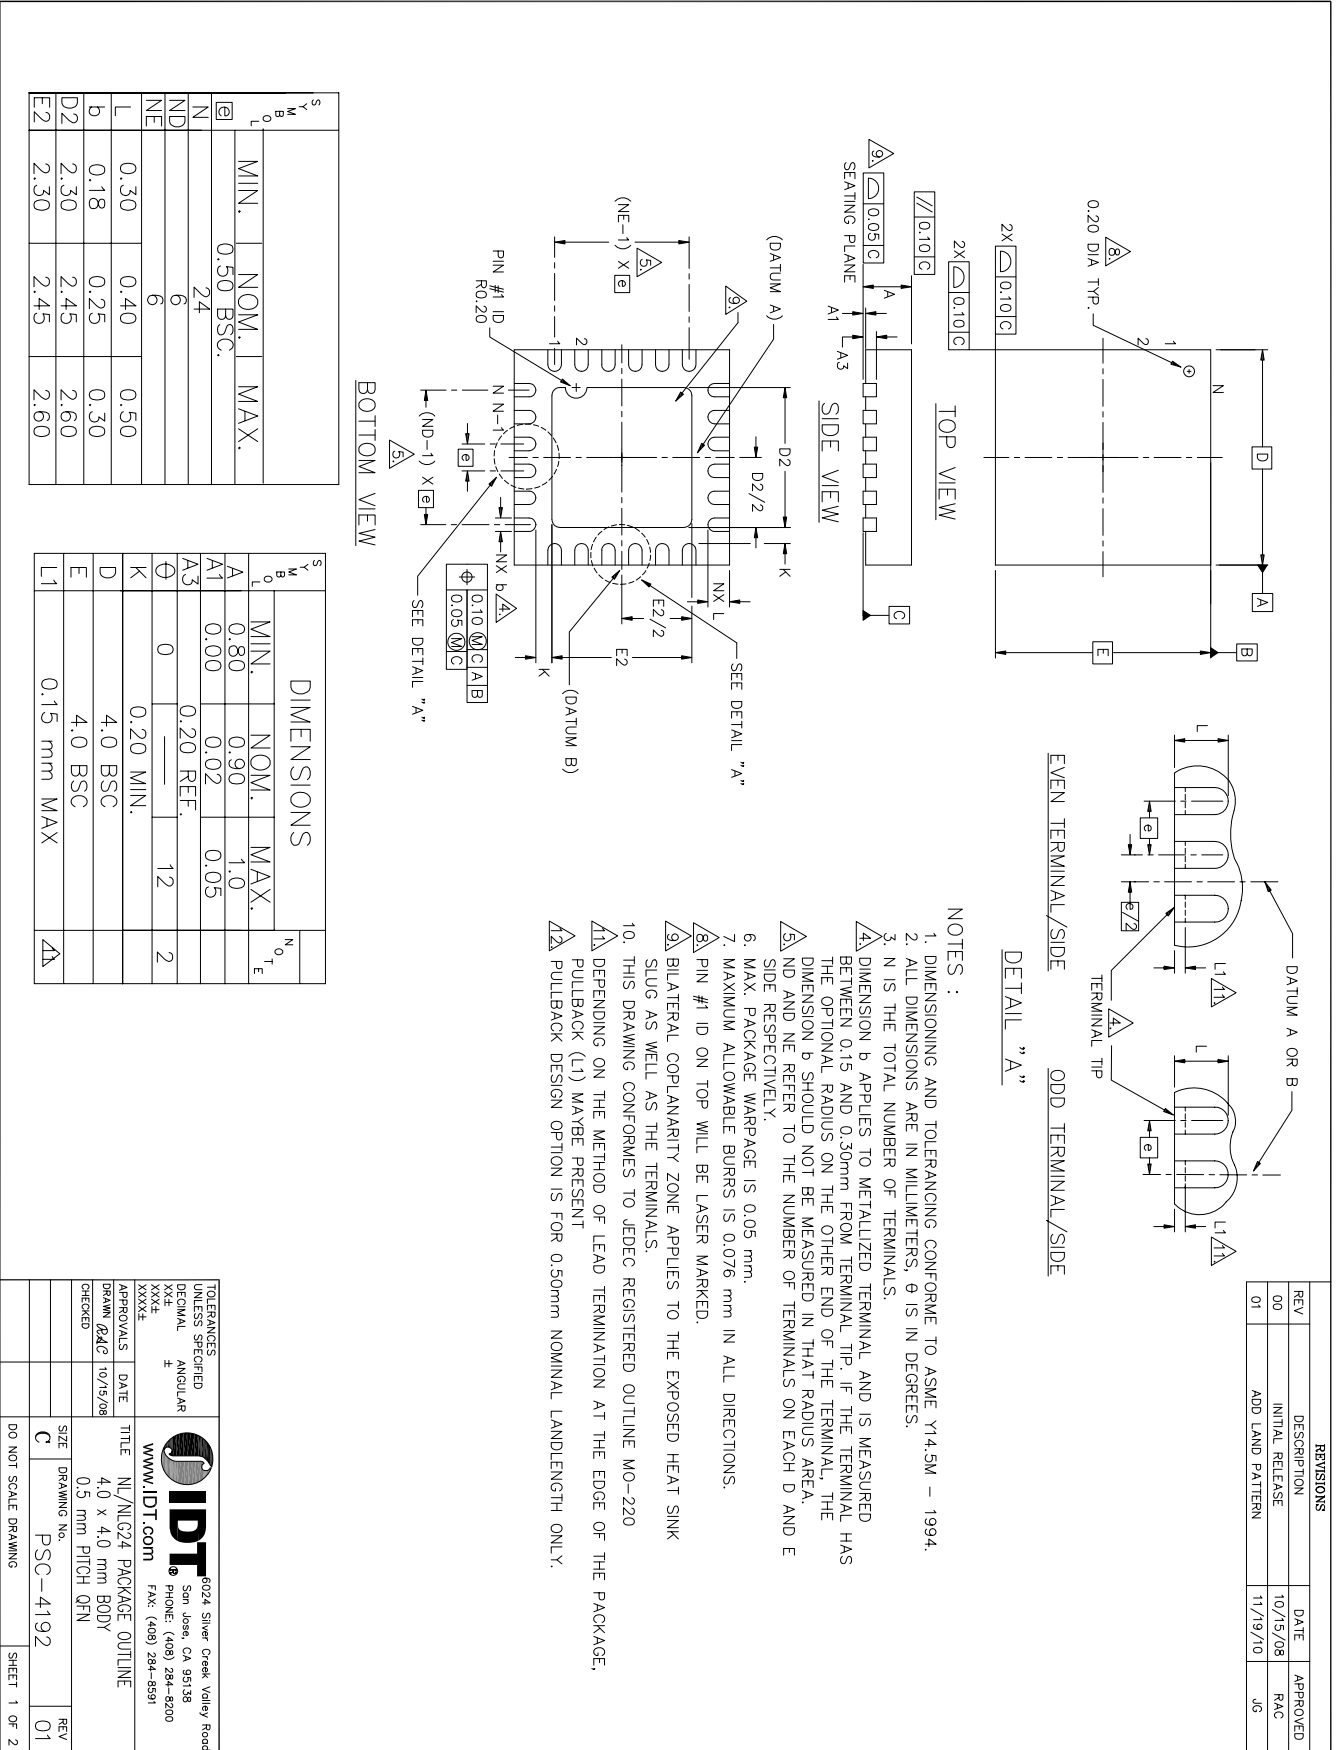 REVISIONS
REV DESCRIPTION DATE APPROVED
00 INITIAL RELEASE 10/15/08 RAC
01 ADD LAND PATTERN 11/19/10 JG
D
A
B
E
N
1
2
8.
0.20 DIA TYP.
2X 0.10 C
2X 0.10 C
TOP VIEW
// 0.10 C
9. 0.05 C
SEATING PLANE
A
A1
A3
C
SIDE VIEW
(DATUM A)
9.
5.
(NE-1) X e
PIN #1 ID
R0.20
1
2
N N-1
D2
D2/2
K
NX L
E2/2
E2
K
e
(ND-1) X e
5.
NX b 4.
0.10 M C A B
0.05 M C
SEE DETAIL "A"
SEE DETAIL "A"
(DATUM B)
BOTTOM VIEW
DATUM A OR B
L
e
e/2
L1 11.
4.
TERMINAL TIP
L
e
L1 11.
EVEN TERMINAL/SIDE
ODD TERMINAL/SIDE
DETAIL "A"
NOTES :
1. DIMENSIONING AND TOLERANCING CONFORME TO ASME Y14.5M – 1994.
2. ALL DIMENSIONS ARE IN MILLIMETERS, θ IS IN DEGREES.
3. N IS THE TOTAL NUMBER OF TERMINALS.
4. DIMENSION b APPLIES TO METALLIZED TERMINAL AND IS MEASURED
BETWEEN 0.15 AND 0.30mm FROM TERMINAL TIP. IF THE TERMINAL HAS
THE OPTIONAL RADIUS ON THE OTHER END OF THE TERMINAL, THE
DIMENSION b SHOULD NOT BE MEASURED IN THAT RADIUS AREA.
5. ND AND NE REFER TO THE NUMBER OF TERMINALS ON EACH D AND E
SIDE RESPECTIVELY.
6. MAX. PACKAGE WARPAGE IS 0.05 mm.
7. MAXIMUM ALLOWABLE BURRS IS 0.076 mm IN ALL DIRECTIONS.
8. PIN #1 ID ON TOP WILL BE LASER MARKED.
9. BILATERAL COPLANARITY ZONE APPLIES TO THE EXPOSED HEAT SINK
SLUG AS WELL AS THE TERMINALS.
10. THIS DRAWING CONFORMES TO JEDEC REGISTERED OUTLINE MO-220
11. DEPENDING ON THE METHOD OF LEAD TERMINATION AT THE EDGE OF THE PACKAGE,
PULLBACK (L1) MAYBE PRESENT
12. PULLBACK DESIGN OPTION IS FOR 0.50mm NOMINAL LANDLENGTH ONLY.
SYMBOL MIN. NOM. MAX.
e 0.50 BSC.
N 24
ND 6
NE 6
L 0.30 0.40 0.50
b 0.18 0.25 0.30
D2 2.30 2.45 2.60
E2 2.30 2.45 2.60
DIMENSIONS
SYMBOL MIN. NOM. MAX. NOTE
A 0.80 0.90 1.0
A1 0.00 0.02 0.05
A3 0.20 REF.
θ 0 — 12 2
K 0.20 MIN.
D 4.0 BSC
E 4.0 BSC
L1 0.15 mm MAX 11
TOLERANCES
UNLESS SPECIFIED
DECIMAL ANGULAR
XX± ±
XXX±
XXXX±
APPROVALS DATE
DRAWN RAC 10/15/08
CHECKED
IDT®
www.IDT.com
6024 Silver Creek Valley Road
San Jose, CA 95138
PHONE: (408) 284-8200
FAX: (408) 284-8591
TITLE NL/NLG24 PACKAGE OUTLINE
4.0 x 4.0 mm BODY
0.5 mm PITCH QFN
SIZE DRAWING No. REV
C PSC-4192 01
DO NOT SCALE DRAWING SHEET 1 OF 2